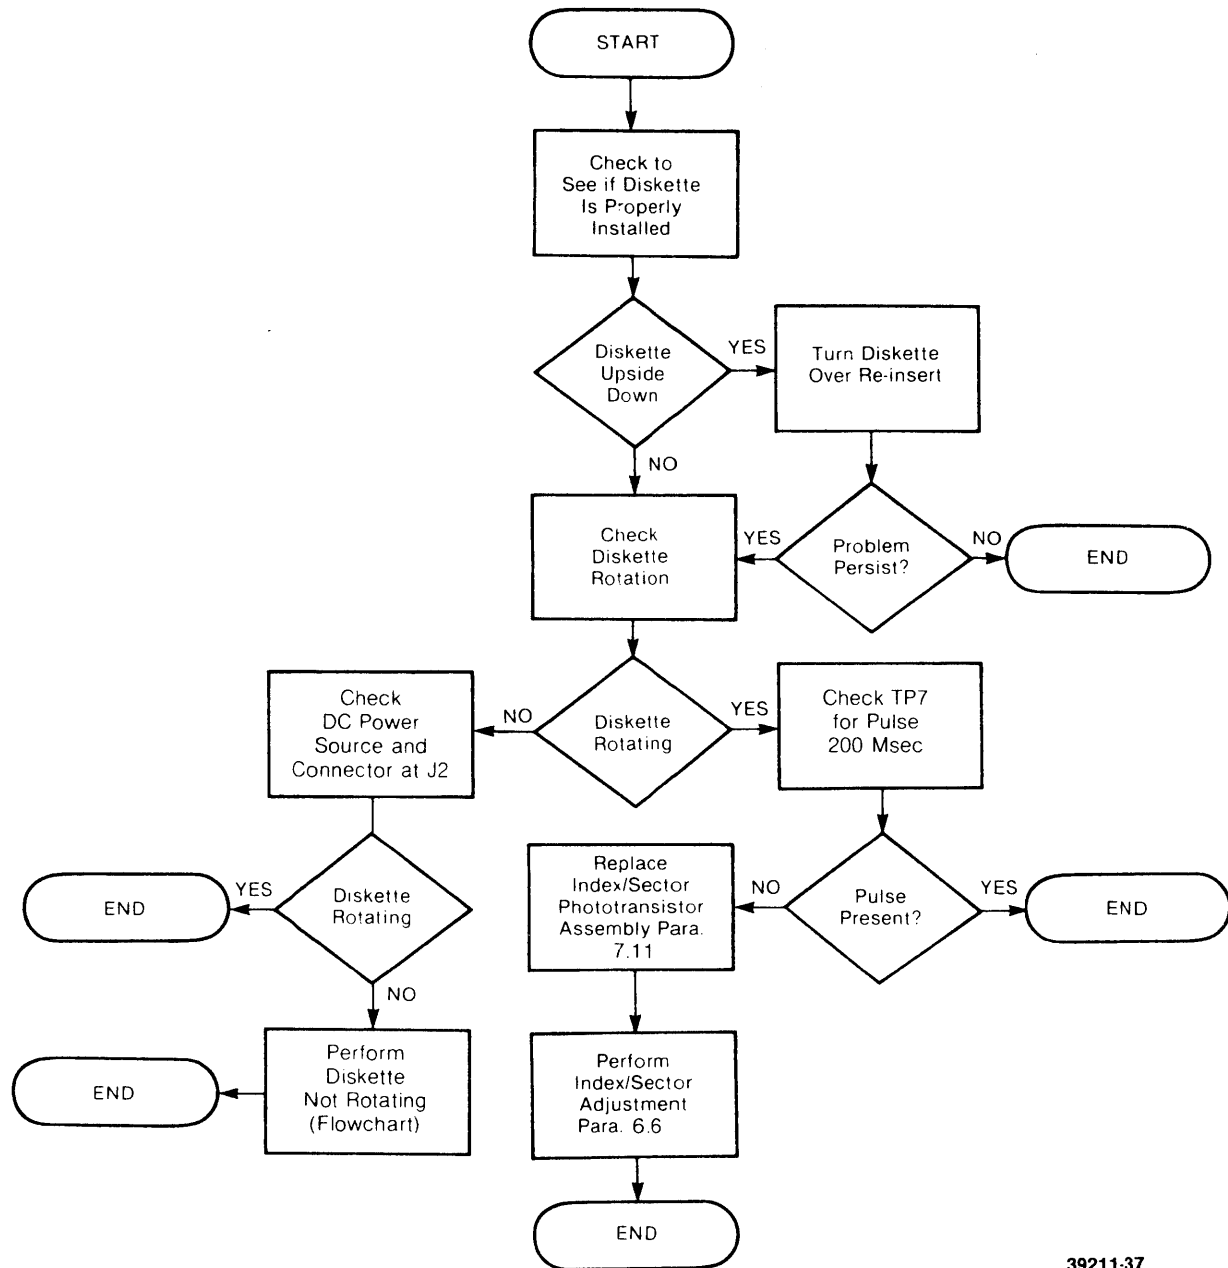 START
Check to
See if Diskette
Is Properly
Installed
Diskette
Upside
Down
YES
Turn Diskette
Over Re-insert
NO
Check
Diskette
Rotation
YES
Problem
Persist?
NO
END
Check
DC Power
Source and
Connector at J2
NO
Diskette
Rotating
YES
Check TP7
for Pulse
200 Msec
END
YES
Diskette
Rotating
Replace
Index/Sector
Phototransistor
Assembly Para.
7.11
NO
Pulse
Present?
YES
END
NO
END
Perform
Diskette
Not Rotating
(Flowchart)
Perform
Index/Sector
Adjustment
Para. 6.6
END
39211-37